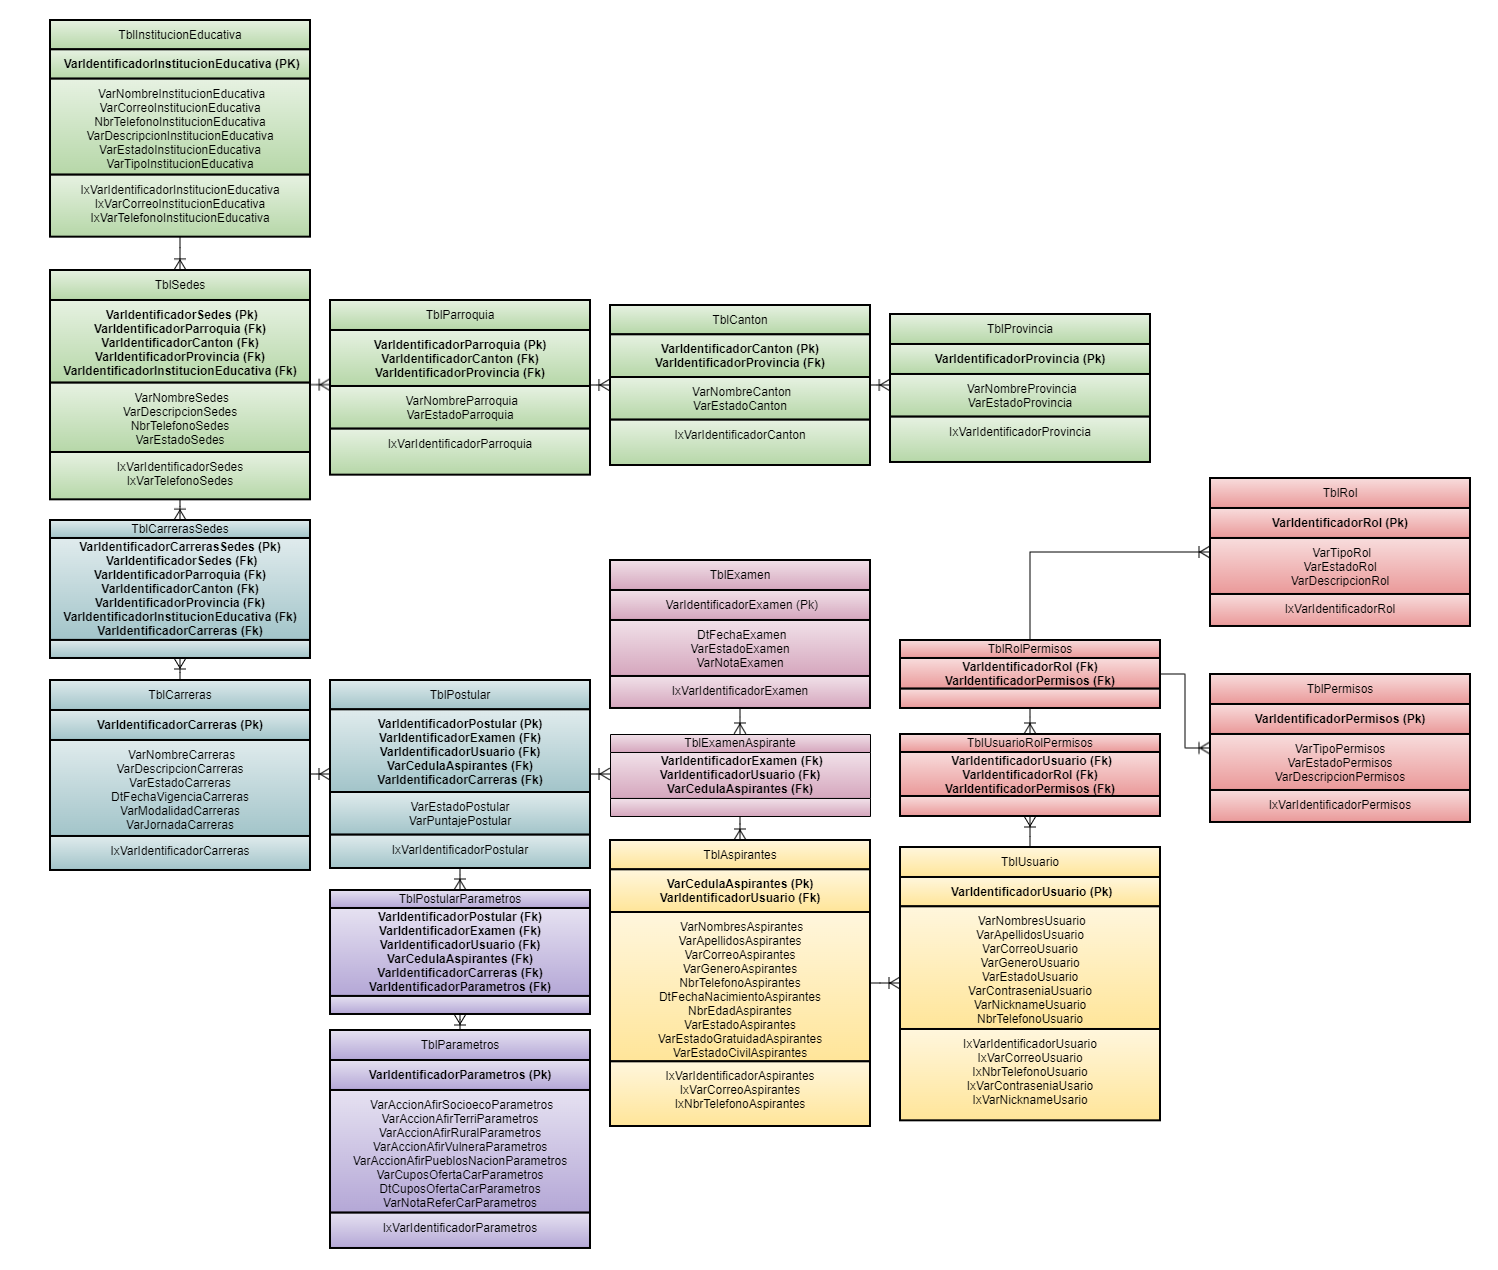 TblInstitucionEducativa
VarIdentificadorInstitucionEducativa (PK)
VarNombreInstitucionEducativa
VarCorreoInstitucionEducativa
NbrTelefonoInstitucionEducativa
VarDescripcionInstitucionEducativa
VarEstadoInstitucionEducativa
VarTipoInstitucionEducativa
IxVarIdentificadorInstitucionEducativa
IxVarCorreoInstitucionEducativa
IxVarTelefonoInstitucionEducativa
TblSedes
VarIdentificadorSedes (Pk)
VarIdentificadorParroquia (Fk)
VarIdentificadorCanton (Fk)
VarIdentificadorProvincia (Fk)
VarIdentificadorInstitucionEducativa (Fk)
VarNombreSedes
VarDescripcionSedes
NbrTelefonoSedes
VarEstadoSedes
IxVarIdentificadorSedes
IxVarTelefonoSedes
TblParroquia
VarIdentificadorParroquia (Pk)
VarIdentificadorCanton (Fk)
VarIdentificadorProvincia (Fk)
VarNombreParroquia
VarEstadoParroquia
IxVarIdentificadorParroquia
TblCanton
VarIdentificadorCanton (Pk)
VarIdentificadorProvincia (Fk)
VarNombreCanton
VarEstadoCanton
IxVarIdentificadorCanton
TblProvincia
VarIdentificadorProvincia (Pk)
VarNombreProvincia
VarEstadoProvincia
IxVarIdentificadorProvincia
TblCarrerasSedes
VarIdentificadorCarrerasSedes (Pk)
VarIdentificadorSedes (Fk)
VarIdentificadorParroquia (Fk)
VarIdentificadorCanton (Fk)
VarIdentificadorProvincia (Fk)
VarIdentificadorInstitucionEducativa (Fk)
VarIdentificadorCarreras (Fk)
TblCarreras
VarIdentificadorCarreras (Pk)
VarNombreCarreras
VarDescripcionCarreras
VarEstadoCarreras
DtFechaVigenciaCarreras
VarModalidadCarreras
VarJornadaCarreras
IxVarIdentificadorCarreras
TblPostular
VarIdentificadorPostular (Pk)
VarIdentificadorExamen (Fk)
VarIdentificadorUsuario (Fk)
VarCedulaAspirantes (Fk)
VarIdentificadorCarreras (Fk)
VarEstadoPostular
VarPuntajePostular
IxVarIdentificadorPostular
TblPostularParametros
VarIdentificadorPostular (Fk)
VarIdentificadorExamen (Fk)
VarIdentificadorUsuario (Fk)
VarCedulaAspirantes (Fk)
VarIdentificadorCarreras (Fk)
VarIdentificadorParametros (Fk)
TblParametros
VarIdentificadorParametros (Pk)
VarAccionAfirSocioecoParametros
VarAccionAfirTerriParametros
VarAccionAfirRuralParametros
VarAccionAfirVulneraParametros
VarAccionAfirPueblosNacionParametros
VarCuposOfertaCarParametros
DtCuposOfertaCarParametros
VarNotaReferCarParametros
IxVarIdentificadorParametros
TblExamen
VarIdentificadorExamen (Pk)
DtFechaExamen
VarEstadoExamen
VarNotaExamen
IxVarIdentificadorExamen
TblExamenAspirante
VarIdentificadorExamen (Fk)
VarIdentificadorUsuario (Fk)
VarCedulaAspirantes (Fk)
TblAspirantes
VarCedulaAspirantes (Pk)
VarIdentificadorUsuario (Fk)
VarNombresAspirantes
VarApellidosAspirantes
VarCorreoAspirantes
VarGeneroAspirantes
NbrTelefonoAspirantes
DtFechaNacimientoAspirantes
NbrEdadAspirantes
VarEstadoAspirantes
VarEstadoGratuidadAspirantes
VarEstadoCivilAspirantes
IxVarIdentificadorAspirantes
IxVarCorreoAspirantes
IxNbrTelefonoAspirantes
TblRolPermisos
VarIdentificadorRol (Fk)
VarIdentificadorPermisos (Fk)
TblUsuarioRolPermisos
VarIdentificadorUsuario (Fk)
VarIdentificadorRol (Fk)
VarIdentificadorPermisos (Fk)
TblUsuario
VarIdentificadorUsuario (Pk)
VarNombresUsuario
VarApellidosUsuario
VarCorreoUsuario
VarGeneroUsuario
VarEstadoUsuario
VarContraseniaUsuario
VarNicknameUsuario
NbrTelefonoUsuario
IxVarIdentificadorUsuario
IxVarCorreoUsuario
IxNbrTelefonoUsuario
IxVarContraseniaUsario
IxVarNicknameUsario
TblRol
VarIdentificadorRol (Pk)
VarTipoRol
VarEstadoRol
VarDescripcionRol
IxVarIdentificadorRol
TblPermisos
VarIdentificadorPermisos (Pk)
VarTipoPermisos
VarEstadoPermisos
VarDescripcionPermisos
IxVarIdentificadorPermisos